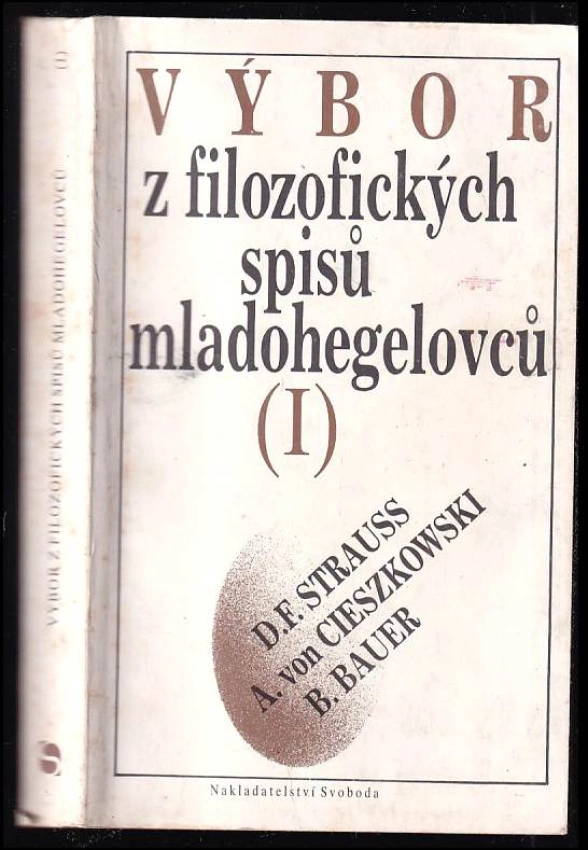 (I)
VÝBOR Z FILOZOFICKÝCH SPISŮ MLADOHEGELOVCŮ
S
VÝBOR
z filozofických
spisů
mladohegelovců
(I)
D.F. STRAUSS
A. von CIESZKOWSKI
B. BAUER
Nakladatelství Svoboda